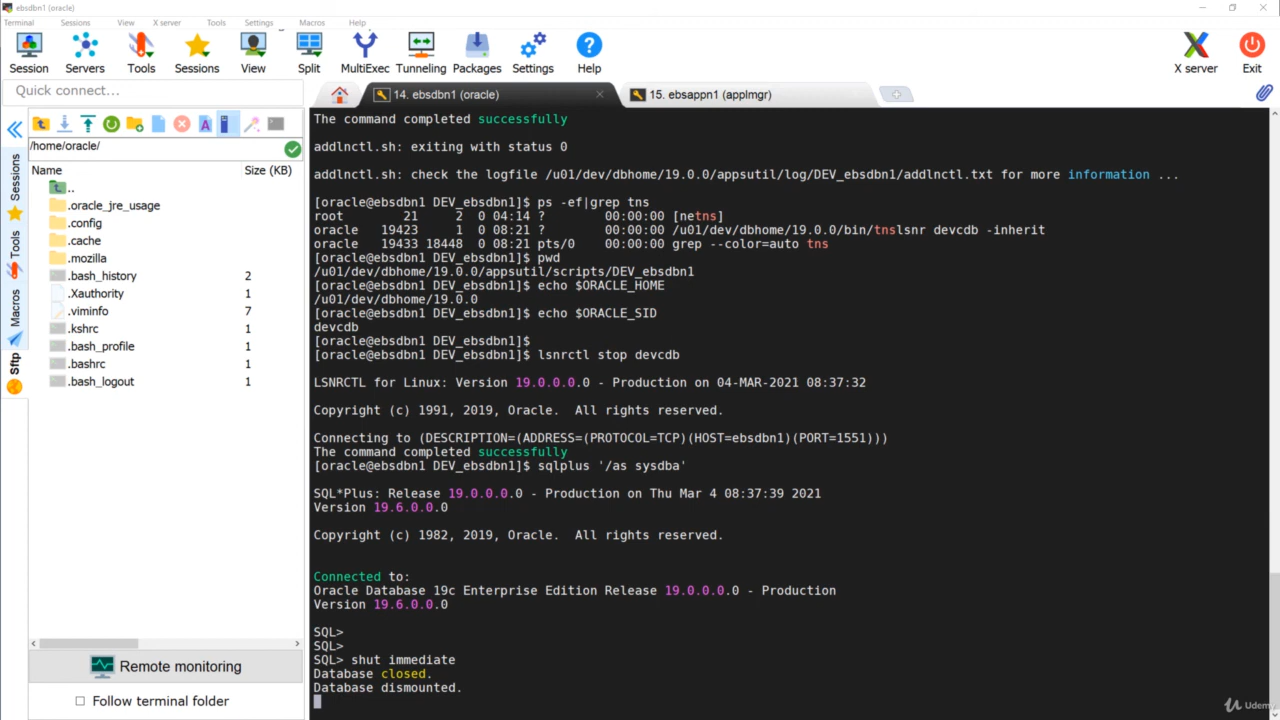 ebsdbn1 (oracle)
Terminal Sessions View X server Tools Settings Macros Help
Session Servers Tools Sessions View Split MultiExec Tunneling Packages Settings Help X server Exit
Quick connect...
14. ebsdbn1 (oracle)
15. ebsappn1 (applmgr)
/home/oracle/
Name Size (KB)
..
.oracle_jre_usage
.config
.cache
.mozilla
.bash_history 2
.Xauthority 1
.viminfo 7
.kshrc 1
.bash_profile 1
.bashrc 1
.bash_logout 1
Sessions
Tools
Macros
Sftp
Remote monitoring
Follow terminal folder
The command completed successfully
addlnctl.sh: exiting with status 0
addlnctl.sh: check the logfile /u01/dev/dbhome/19.0.0/appsutil/log/DEV_ebsdbn1/addlnctl.txt for more information ...
[oracle@ebsdbn1 DEV_ebsdbn1]$ ps -ef|grep tns
root 21 2 0 04:14 ? 00:00:00 [netns]
oracle 19423 1 0 08:21 ? 00:00:00 /u01/dev/dbhome/19.0.0/bin/tnslsnr devcdb -inherit
oracle 19433 18448 0 08:21 pts/0 00:00:00 grep --color=auto tns
[oracle@ebsdbn1 DEV_ebsdbn1]$ pwd
/u01/dev/dbhome/19.0.0/appsutil/scripts/DEV_ebsdbn1
[oracle@ebsdbn1 DEV_ebsdbn1]$ echo $ORACLE_HOME
/u01/dev/dbhome/19.0.0
[oracle@ebsdbn1 DEV_ebsdbn1]$ echo $ORACLE_SID
devcdb
[oracle@ebsdbn1 DEV_ebsdbn1]$
[oracle@ebsdbn1 DEV_ebsdbn1]$ lsnrctl stop devcdb
LSNRCTL for Linux: Version 19.0.0.0.0 - Production on 04-MAR-2021 08:37:32
Copyright (c) 1991, 2019, Oracle. All rights reserved.
Connecting to (DESCRIPTION=(ADDRESS=(PROTOCOL=TCP)(HOST=ebsdbn1)(PORT=1551)))
The command completed successfully
[oracle@ebsdbn1 DEV_ebsdbn1]$ sqlplus '/as sysdba'
SQL*Plus: Release 19.0.0.0.0 - Production on Thu Mar 4 08:37:39 2021
Version 19.6.0.0.0
Copyright (c) 1982, 2019, Oracle. All rights reserved.
Connected to:
Oracle Database 19c Enterprise Edition Release 19.0.0.0.0 - Production
Version 19.6.0.0.0
SQL>
SQL>
SQL> shut immediate
Database closed.
Database dismounted.
Udemy